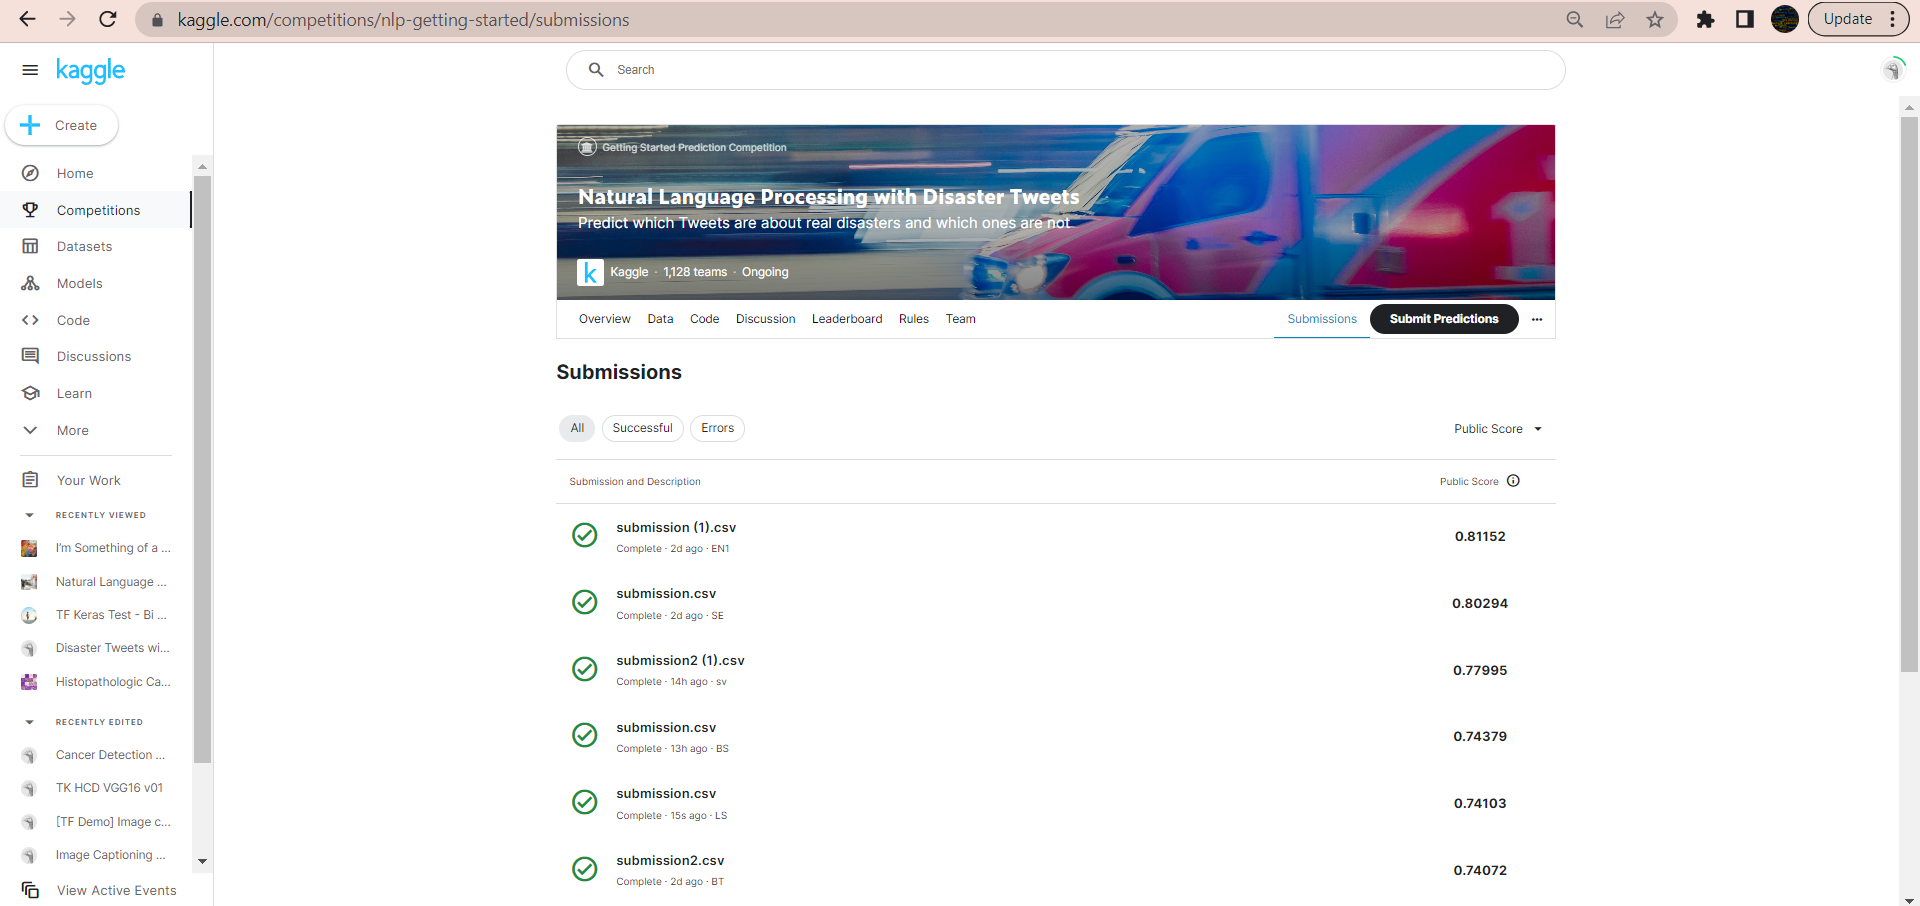 kaggle.com/competitions/nlp-getting-started/submissions
Update
kaggle
Search
Create
Home
Competitions
Datasets
Models
Code
Discussions
Learn
More
Your Work
RECENTLY VIEWED
I'm Something of a ...
Natural Language ...
TF Keras Test - Bi ...
Disaster Tweets wi...
Histopathologic Ca...
RECENTLY EDITED
Cancer Detection ...
TK HCD VGG16 v01
[TF Demo] Image c...
Image Captioning ...
View Active Events
Getting Started Prediction Competition
Natural Language Processing with Disaster Tweets
Predict which Tweets are about real disasters and which ones are not
k Kaggle · 1,128 teams · Ongoing
Overview Data Code Discussion Leaderboard Rules Team Submissions Submit Predictions ...
Submissions
All Successful Errors Public Score
Submission and Description Public Score
submission (1).csv
Complete · 2d ago · EN1
0.81152
submission.csv
Complete · 2d ago · SE
0.80294
submission2 (1).csv
Complete · 14h ago · sv
0.77995
submission.csv
Complete · 13h ago · BS
0.74379
submission.csv
Complete · 15s ago · LS
0.74103
submission2.csv
Complete · 2d ago · BT
0.74072